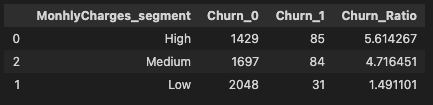 MonhlyCharges_segment Churn_0 Churn_1 Churn_Ratio
0 High 1429 85 5.614267
2 Medium 1697 84 4.716451
1 Low 2048 31 1.491101